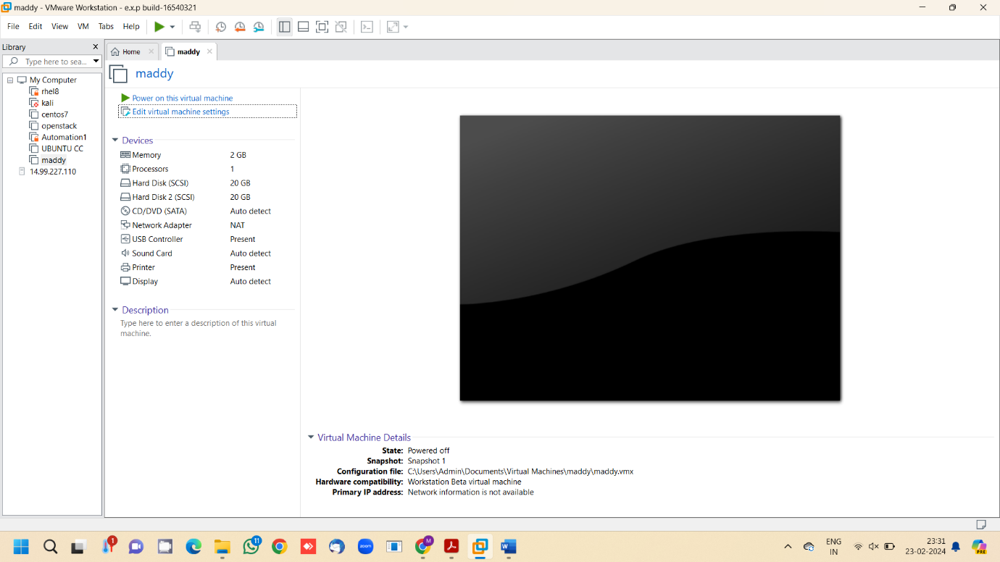 maddy - VMware Workstation - e.x.p build-16540321
File Edit View VM Tabs Help
Library
Type here to sea...
Home
maddy
My Computer
rhel8
kali
centos7
openstack
Automation1
UBUNTU CC
maddy
14.99.227.110
maddy
Power on this virtual machine
Edit virtual machine settings
Devices
Memory 2 GB
Processors 1
Hard Disk (SCSI) 20 GB
Hard Disk 2 (SCSI) 20 GB
CD/DVD (SATA) Auto detect
Network Adapter NAT
USB Controller Present
Sound Card Auto detect
Printer Present
Display Auto detect
Description
Type here to enter a description of this virtual
machine.
Virtual Machine Details
State: Powered off
Snapshot: Snapshot 1
Configuration file: C:\Users\Admin\Documents\Virtual Machines\maddy\maddy.vmx
Hardware compatibility: Workstation Beta virtual machine
Primary IP address: Network information is not available
1
11
zoom
M
W
ENG
IN
23:31
23-02-2024
PRE